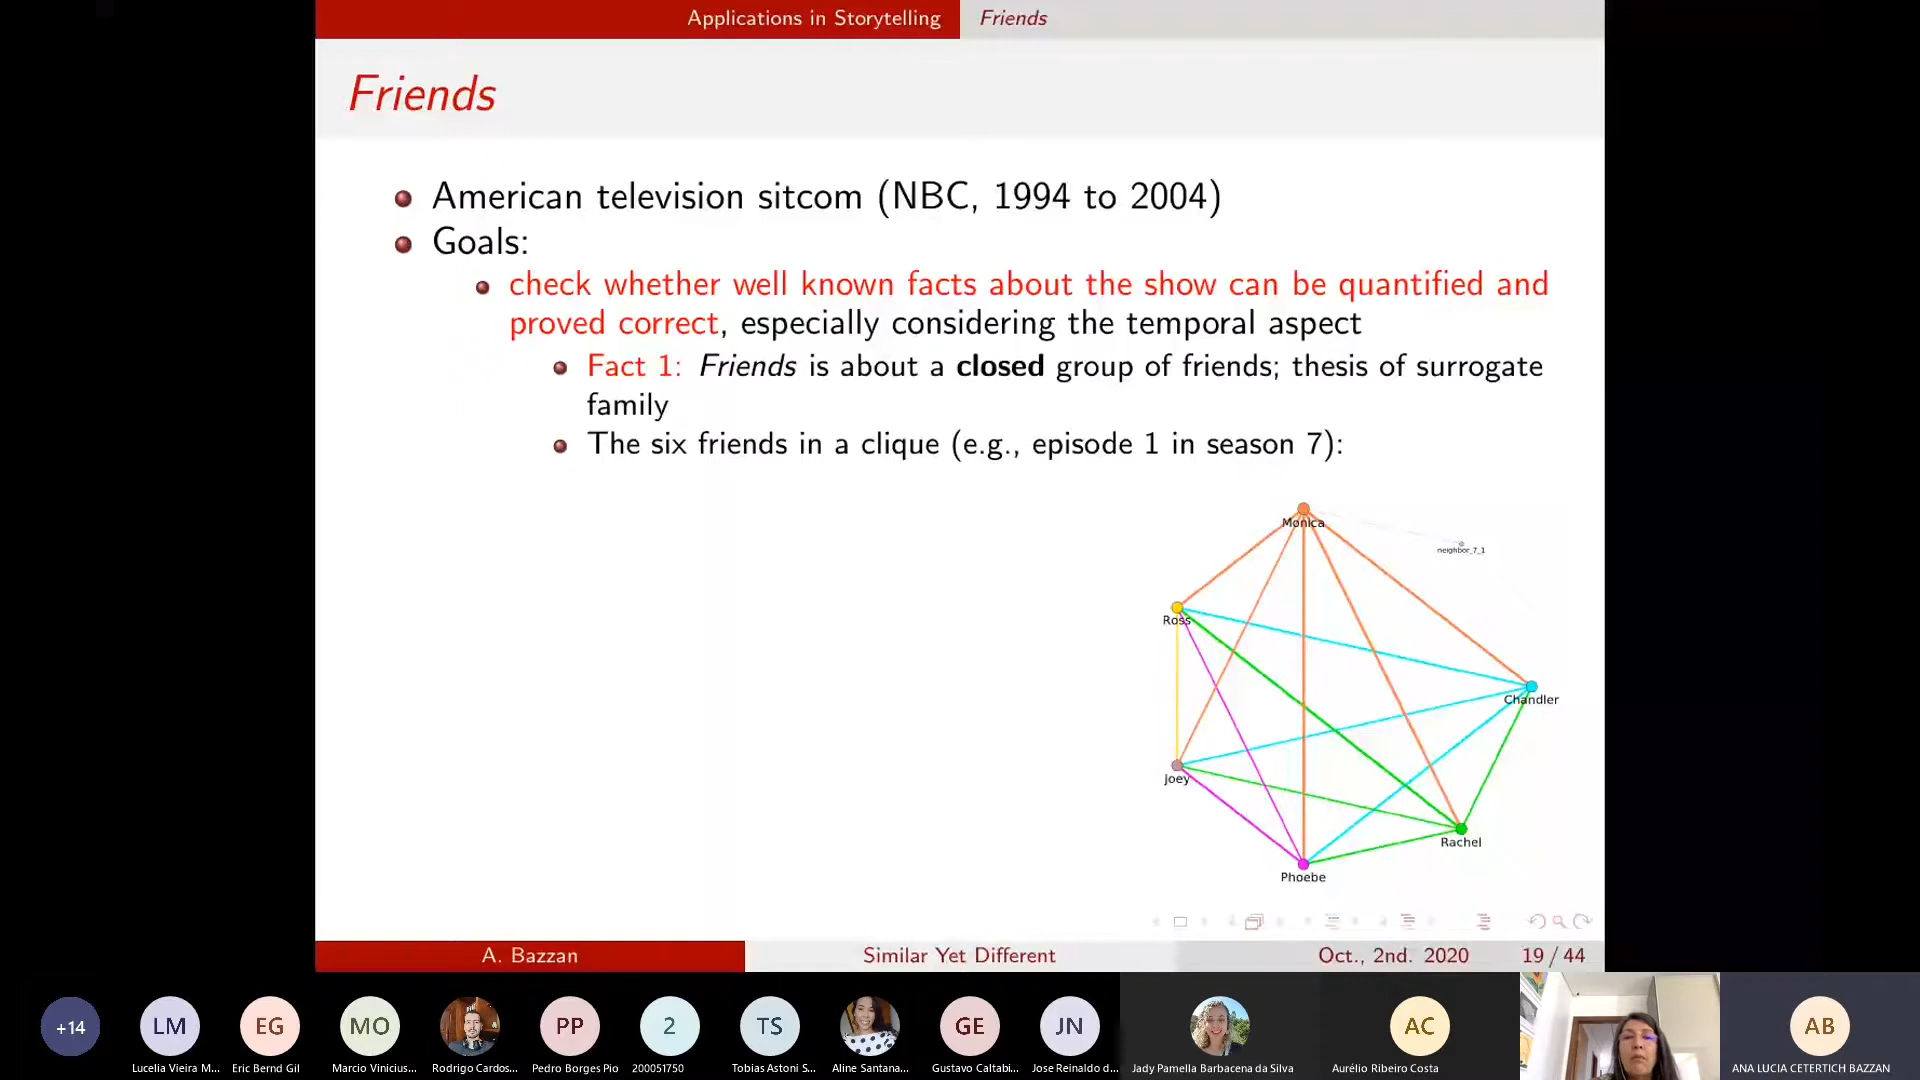 Applications in Storytelling
Friends
Friends
American television sitcom (NBC, 1994 to 2004)
Goals:
check whether well known facts about the show can be quantified and
proved correct, especially considering the temporal aspect
Fact 1: Friends is about a closed group of friends; thesis of surrogate
family
The six friends in a clique (e.g., episode 1 in season 7):
Monica
neighbor_7_1
Ross
Chandler
Joey
Rachel
Phoebe
A. Bazzan
Similar Yet Different
Oct., 2nd. 2020
19 / 44
+14
LM
EG
MO
PP
2
TS
GE
JN
AC
AB
Lucelia Vieira M...
Eric Bernd Gil
Marcio Vinicius...
Rodrigo Cardos...
Pedro Borges Pio
200051750
Tobias Astoni S...
Aline Santana...
Gustavo Caltabi...
Jose Reinaldo d...
Jady Pamella Barbacena da Silva
Aurélio Ribeiro Costa
ANA LUCIA CETERTICH BAZZAN